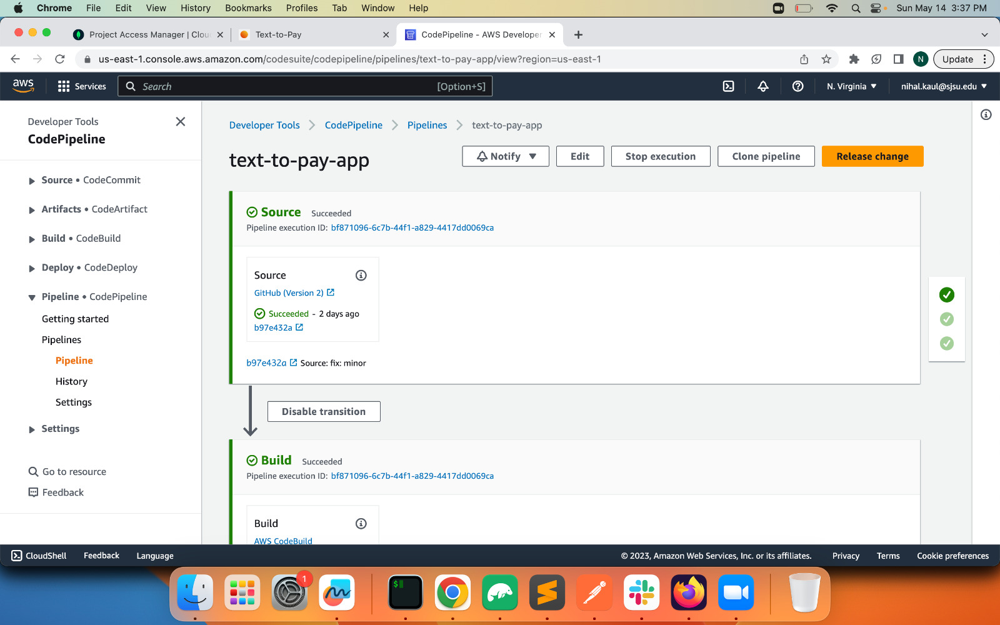 Chrome File Edit View History Bookmarks Profiles Tab Window Help Sun May 14 3:37 PM
Project Access Manager | Clou Text-to-Pay CodePipeline - AWS Developer
us-east-1.console.aws.amazon.com/codesuite/codepipeline/pipelines/text-to-pay-app/view?region=us-east-1 N Update
aws Services Search [Option+S] N. Virginia nihal.kaul@sjsu.edu
Developer Tools
CodePipeline
Source • CodeCommit
Artifacts • CodeArtifact
Build • CodeBuild
Deploy • CodeDeploy
Pipeline • CodePipeline
Getting started
Pipelines
Pipeline
History
Settings
Settings
Go to resource
Feedback
Developer Tools CodePipeline Pipelines text-to-pay-app
text-to-pay-app Notify Edit Stop execution Clone pipeline Release change
Source Succeeded
Pipeline execution ID: bf871096-6c7b-44f1-a829-4417dd0069ca
Source
GitHub (Version 2)
Succeeded - 2 days ago
b97e432a
b97e432a Source: fix: minor
Disable transition
Build Succeeded
Pipeline execution ID: bf871096-6c7b-44f1-a829-4417dd0069ca
Build
AWS CodeBuild
CloudShell Feedback Language © 2023, Amazon Web Services, Inc. or its affiliates. Privacy Terms Cookie preferences
1
$